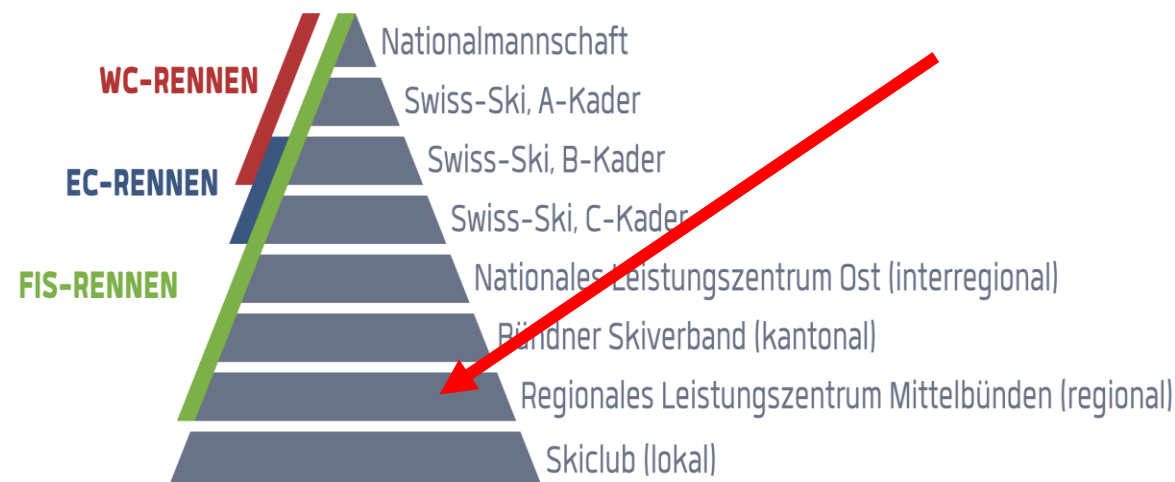 Nationalmannschaft
WC-RENNEN
Swiss-Ski, A-Kader
Swiss-Ski, B-Kader
EC-RENNEN
Swiss-Ski, C-Kader
Nationales Leistungszentrum Ost (interregional)
FIS-RENNEN
Bündner Skiverband (kantonal)
Regionales Leistungszentrum Mittelbünden (regional)
Skiclub (lokal)